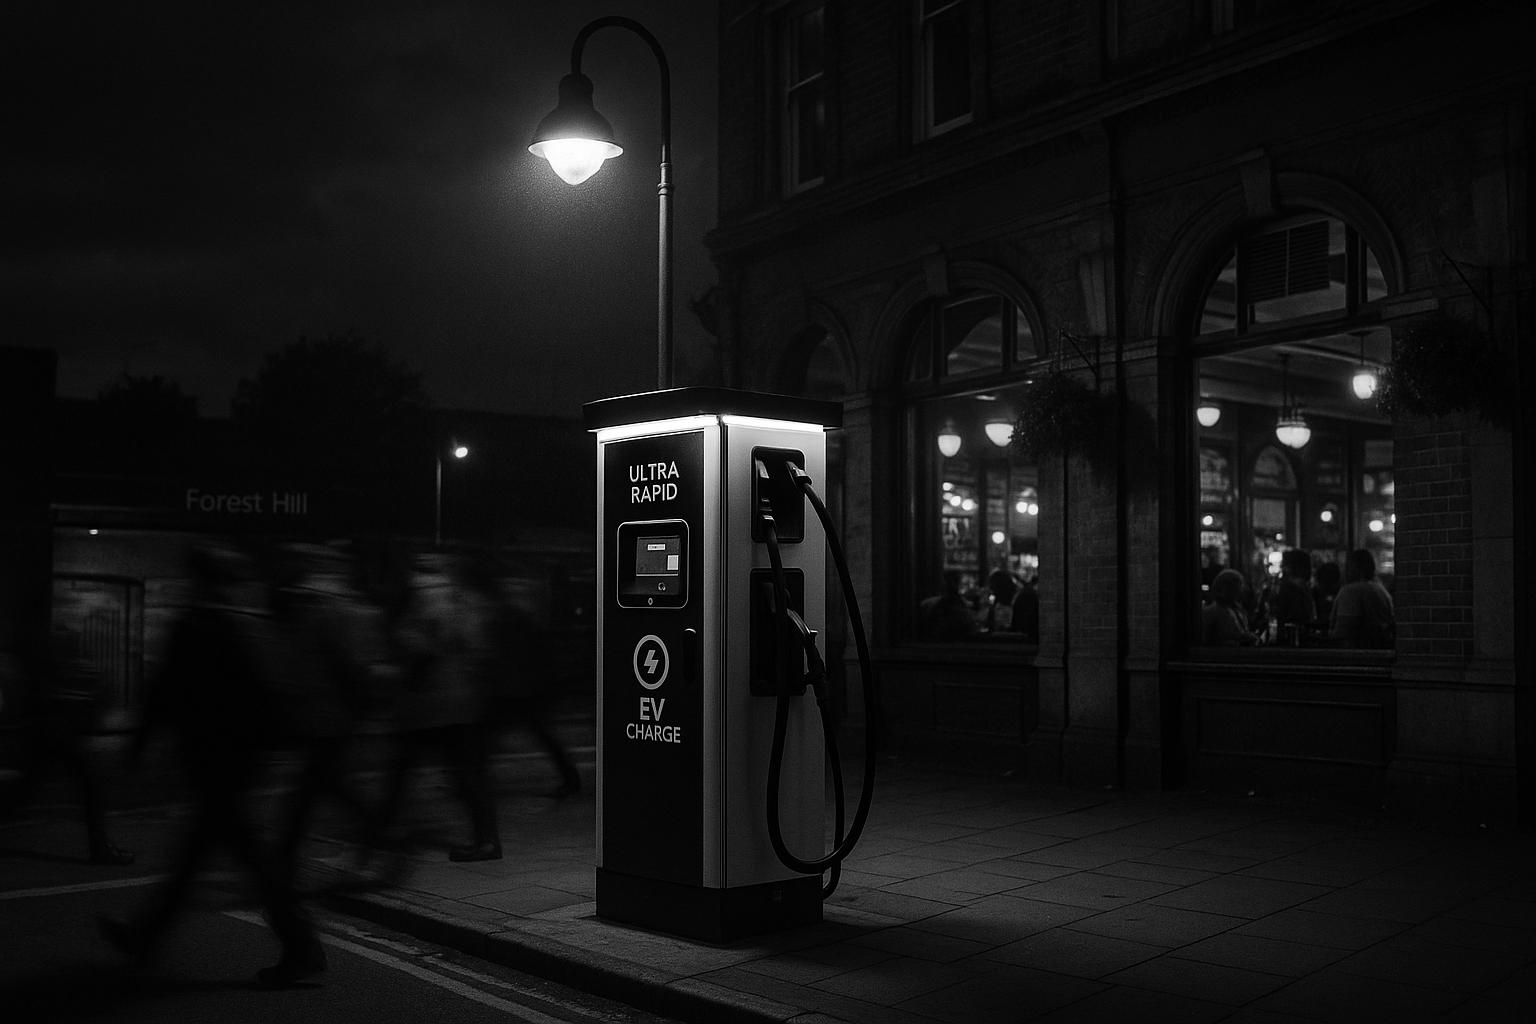 Forest Hill
ULTRA
RAPID
EV
CHARGE